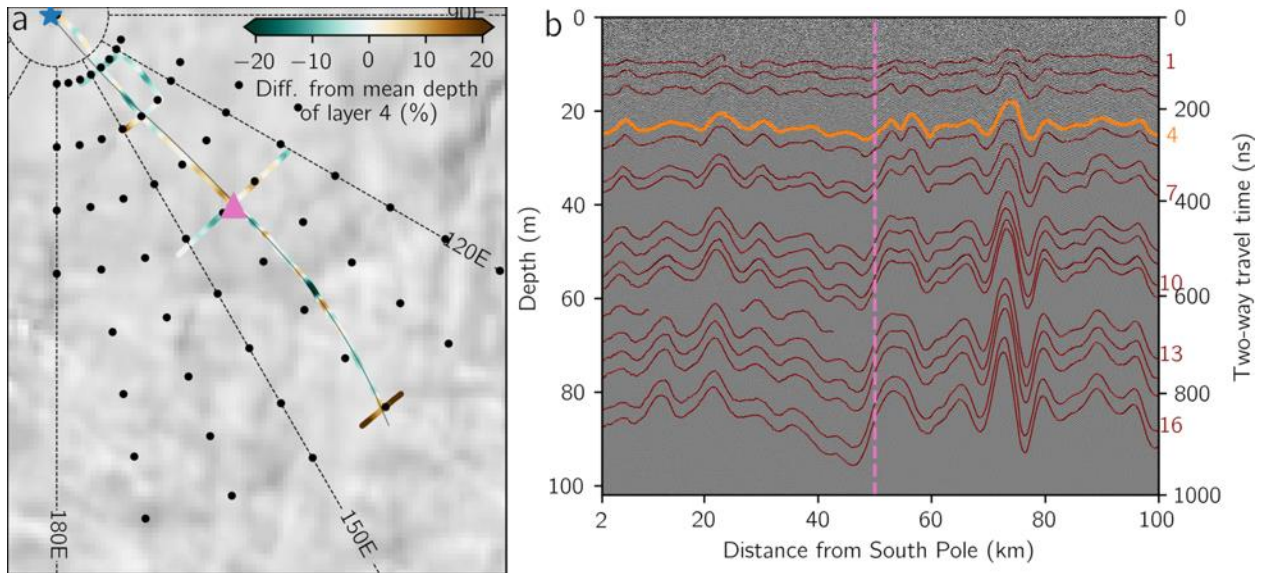 a
90E
−20 −10 0 10 20
Diff. from mean depth
of layer 4 (%)
120E
150E
180E
b
0
20
40
60
80
100
Depth (m)
1
4
7
10
13
16
0
200
400
600
800
1000
Two-way travel time (ns)
2 20 40 60 80 100
Distance from South Pole (km)